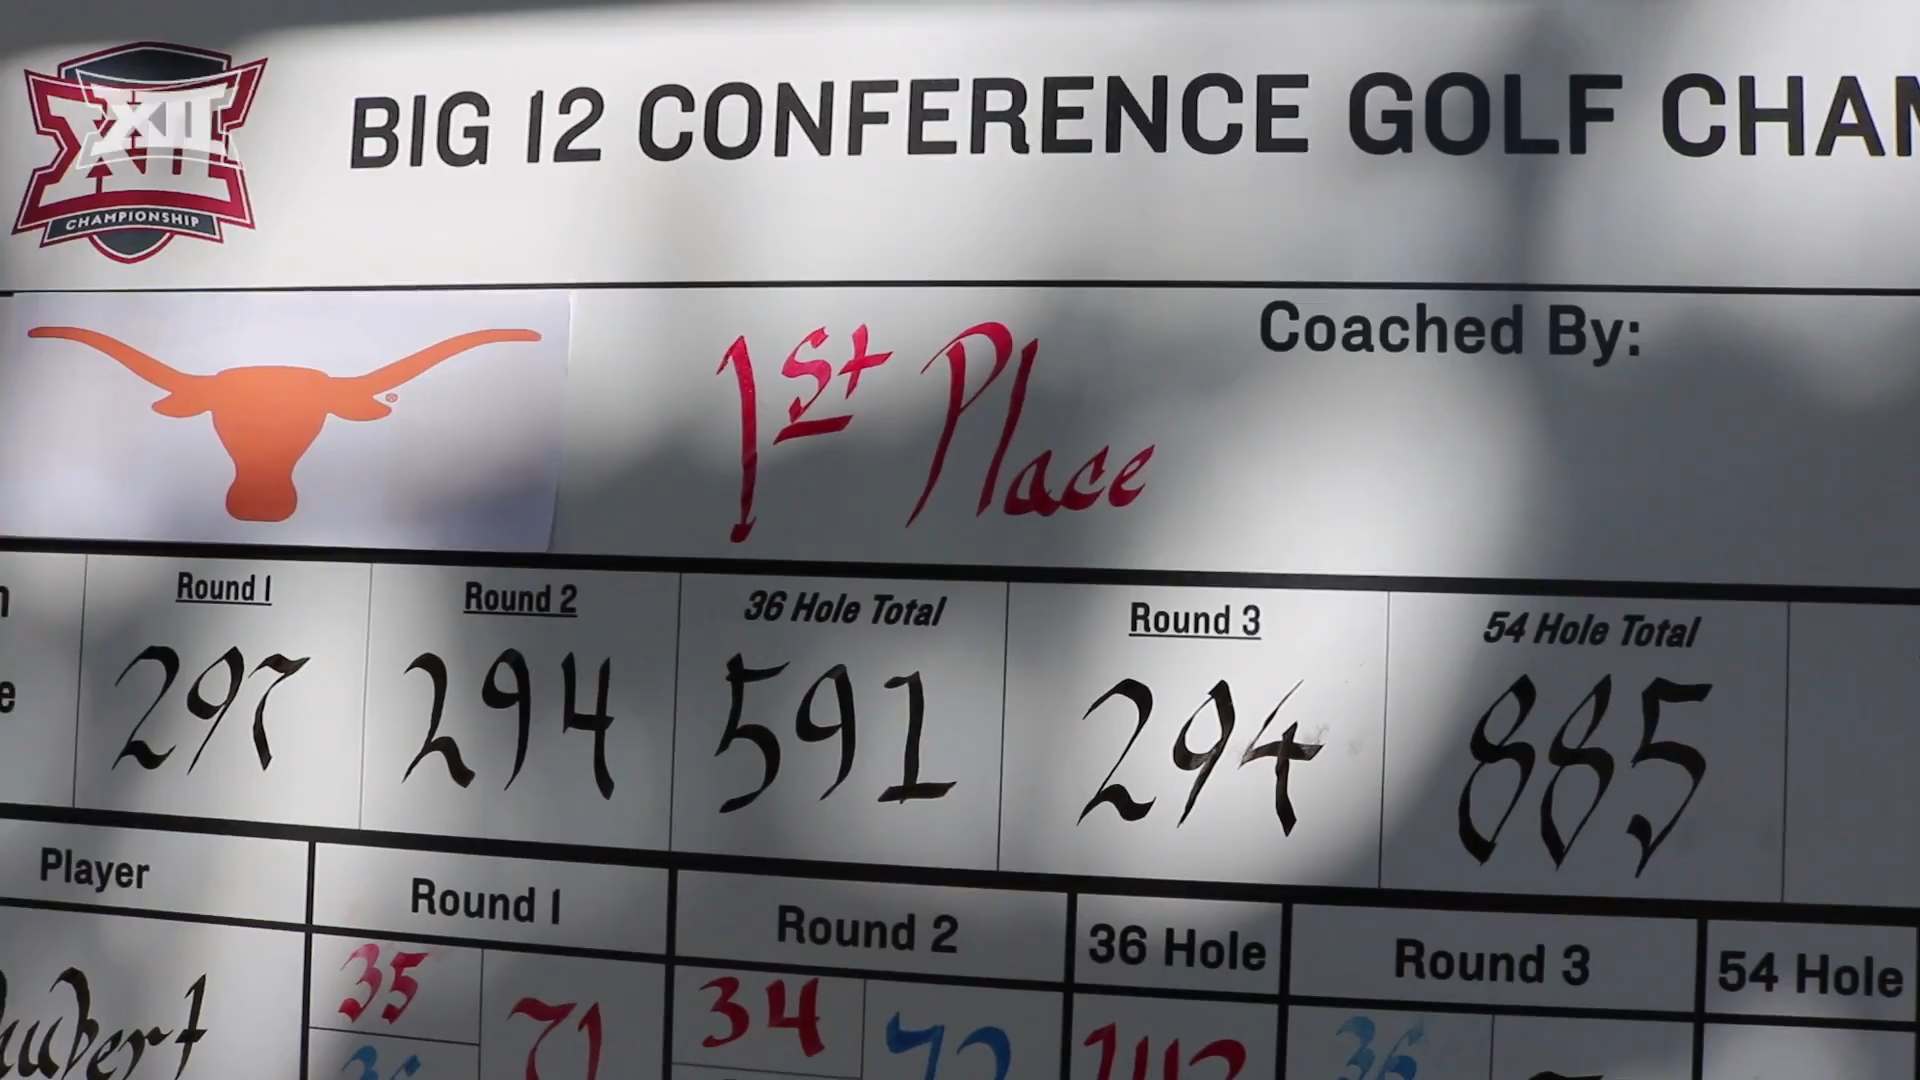 XII
CHAMPIONSHIP
BIG 12 CONFERENCE GOLF
1st Place
Coached By:
Round 1 Round 2 36 Hole Total Round 3 54 Hole Total
297 294 591 294 885
Player Round 1 Round 2 36 Hole Round 3 54 Hole
35 71 34 72 36